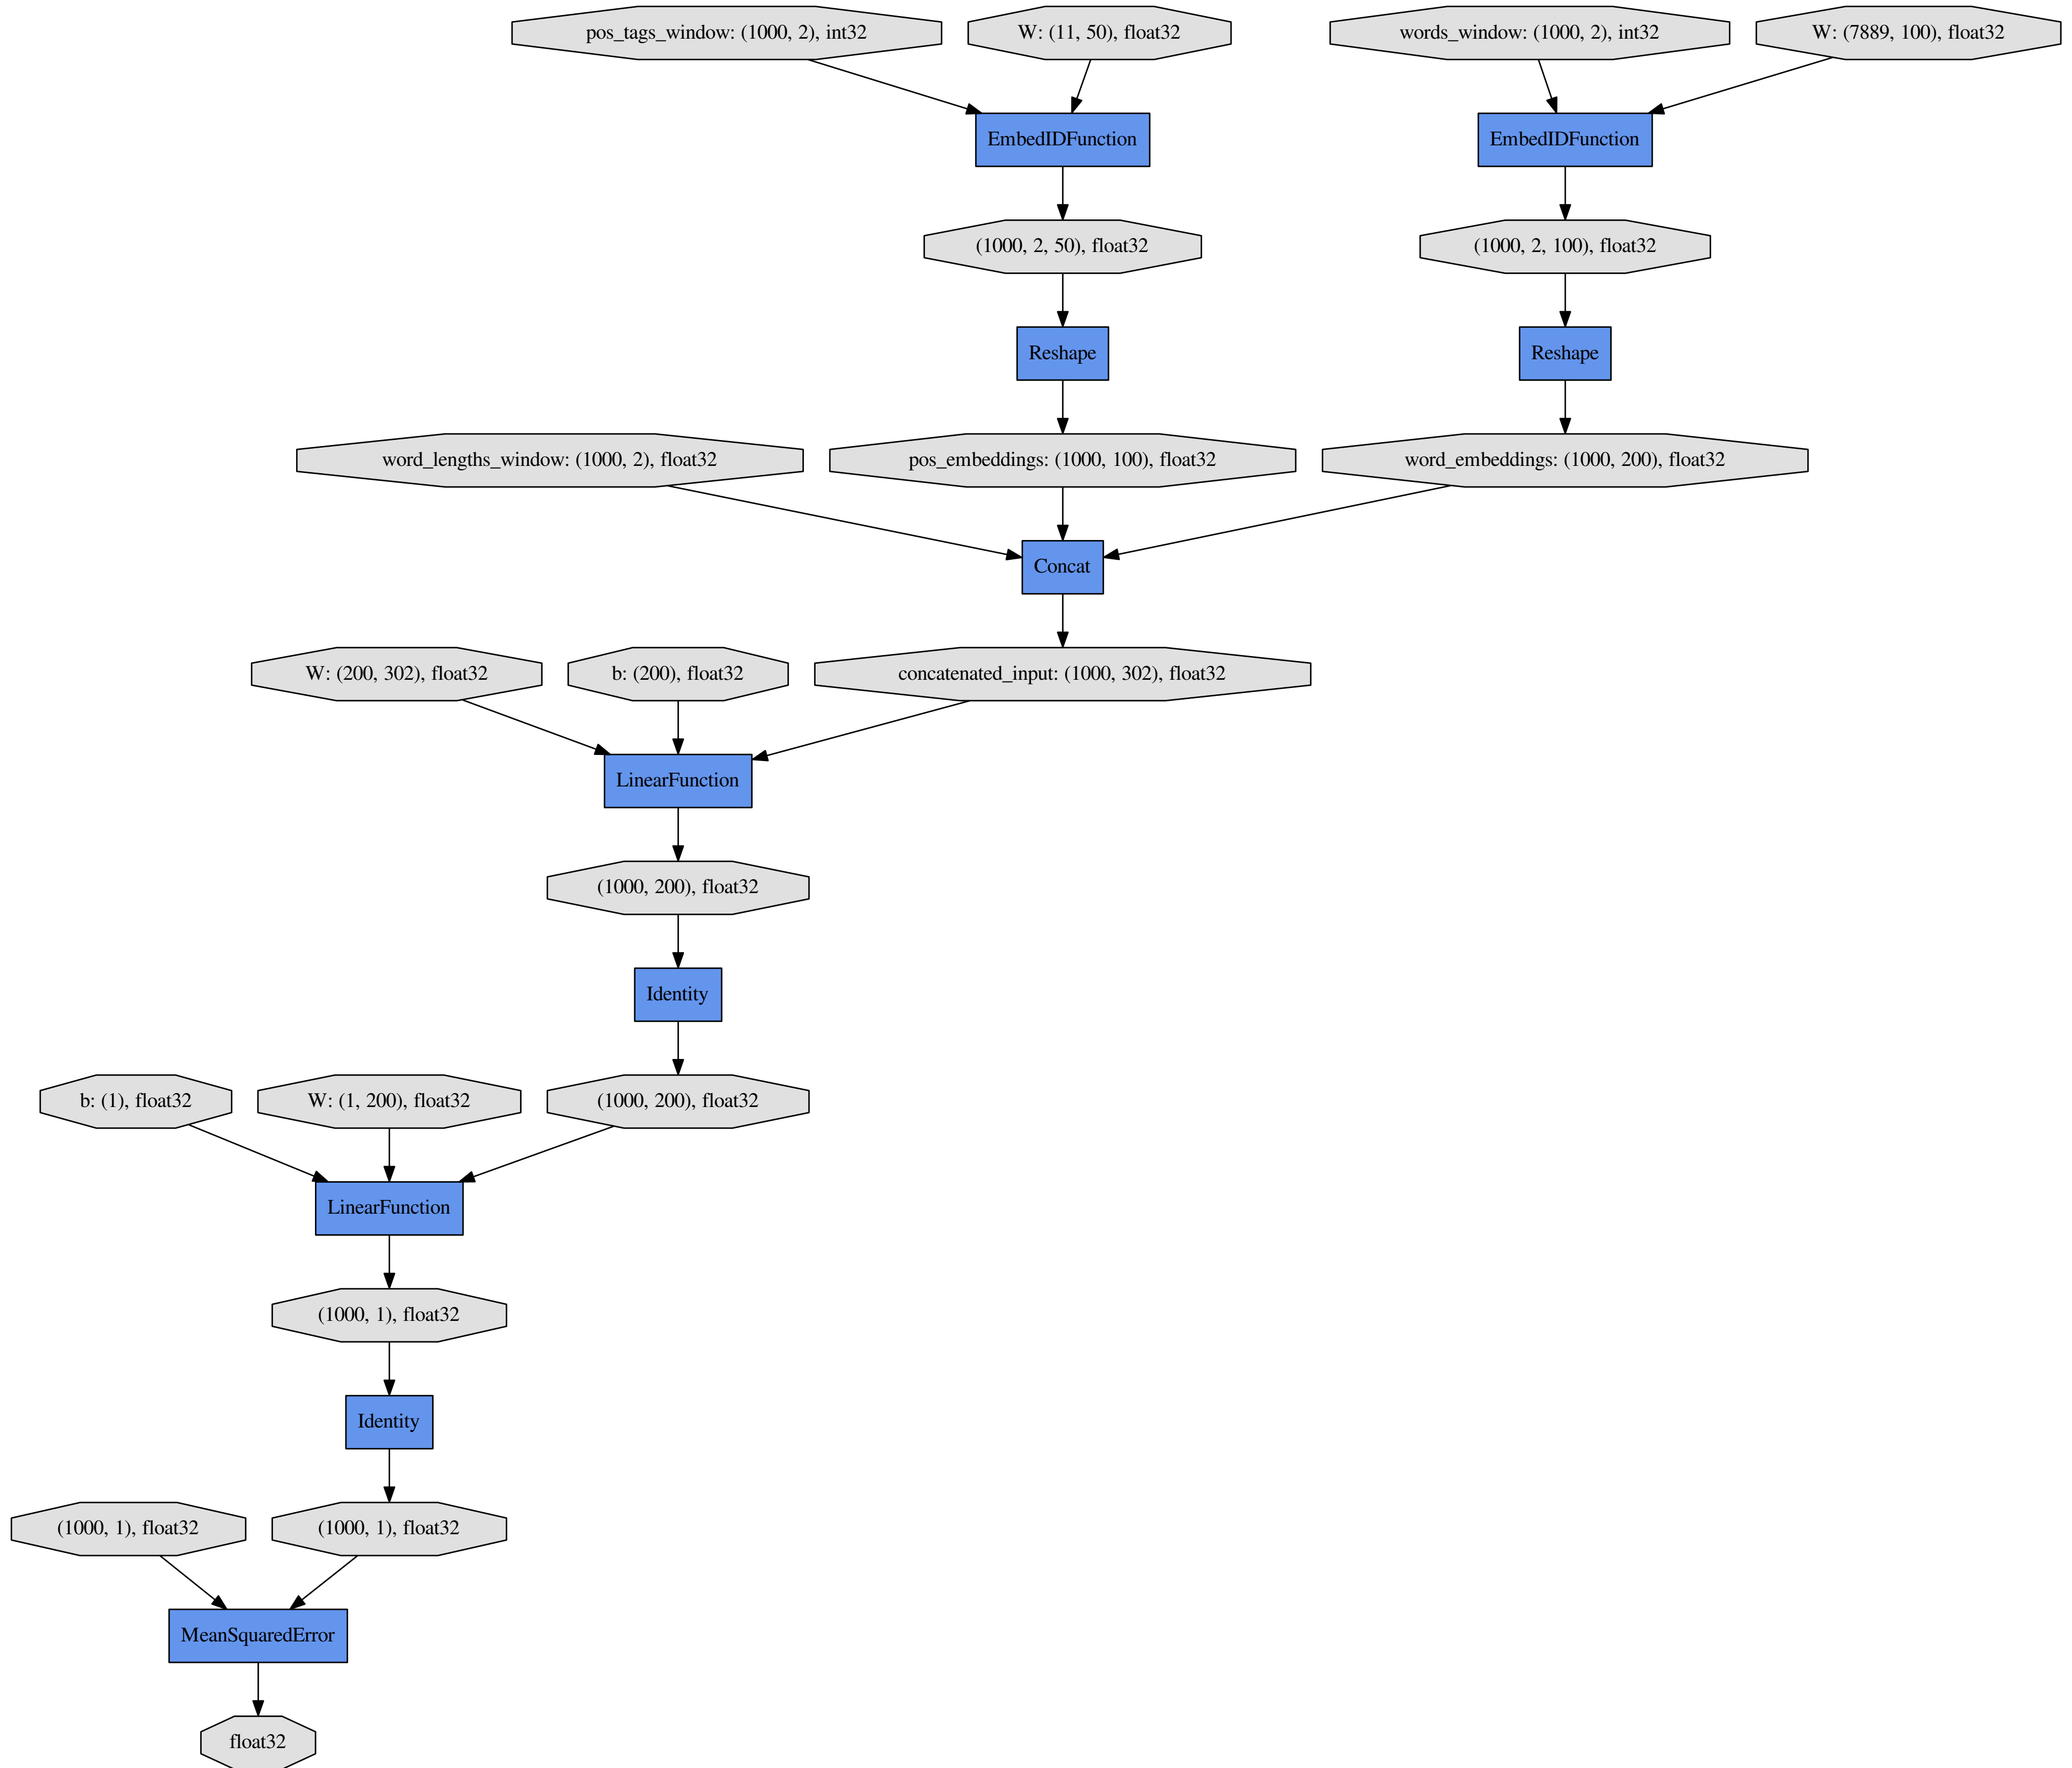 pos_tags_window: (1000, 2), int32
W: (11, 50), float32
words_window: (1000, 2), int32
W: (7889, 100), float32
EmbedIDFunction
EmbedIDFunction
(1000, 2, 50), float32
(1000, 2, 100), float32
Reshape
Reshape
word_lengths_window: (1000, 2), float32
pos_embeddings: (1000, 100), float32
word_embeddings: (1000, 200), float32
Concat
W: (200, 302), float32
b: (200), float32
concatenated_input: (1000, 302), float32
LinearFunction
(1000, 200), float32
Identity
b: (1), float32
W: (1, 200), float32
(1000, 200), float32
LinearFunction
(1000, 1), float32
Identity
(1000, 1), float32
(1000, 1), float32
MeanSquaredError
float32